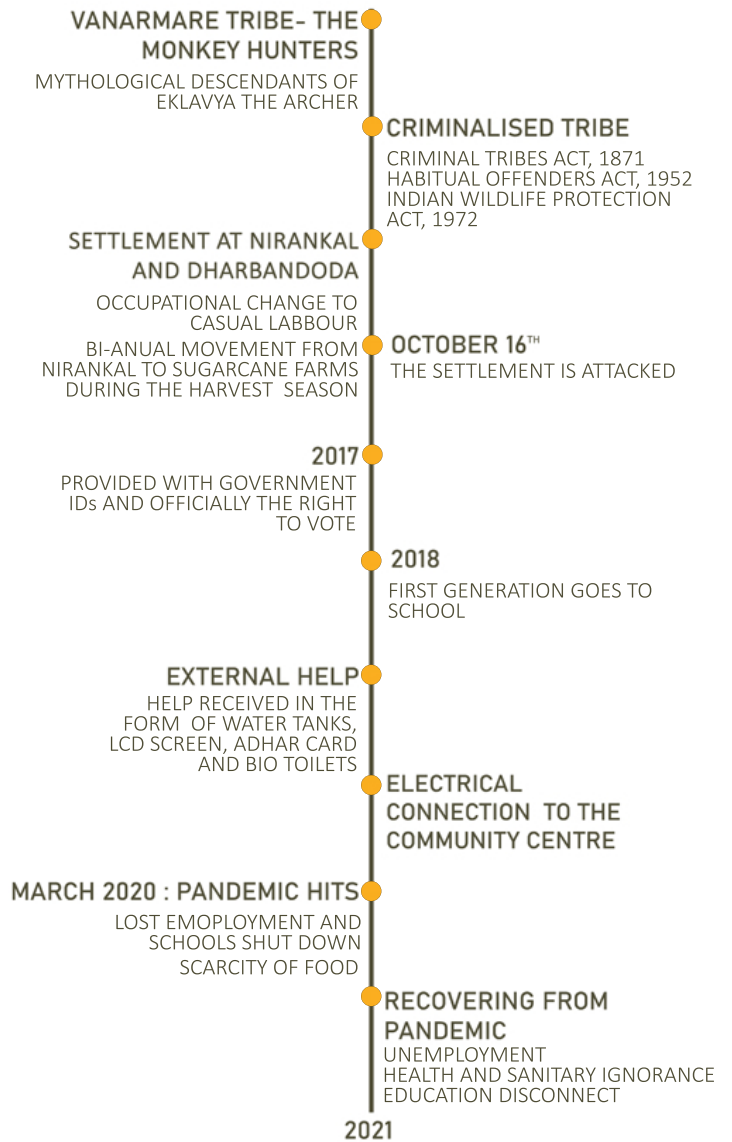 VANARMARE TRIBE- THE
MONKEY HUNTERS
MYTHOLOGICAL DESCENDANTS OF
EKLAVYA THE ARCHER
CRIMINALISED TRIBE
CRIMINAL TRIBES ACT, 1871
HABITUAL OFFENDERS ACT, 1952
INDIAN WILDLIFE PROTECTION
ACT, 1972
SETTLEMENT AT NIRANKAL
AND DHARBANDODA
OCCUPATIONAL CHANGE TO
CASUAL LABBOUR
BI-ANUAL MOVEMENT FROM
NIRANKAL TO SUGARCANE FARMS
DURING THE HARVEST SEASON
OCTOBER 16TH
THE SETTLEMENT IS ATTACKED
2017
PROVIDED WITH GOVERNMENT
IDs AND OFFICIALLY THE RIGHT
TO VOTE
2018
FIRST GENERATION GOES TO
SCHOOL
EXTERNAL HELP
HELP RECEIVED IN THE
FORM OF WATER TANKS,
LCD SCREEN, ADHAR CARD
AND BIO TOILETS
ELECTRICAL
CONNECTION TO THE
COMMUNITY CENTRE
MARCH 2020 : PANDEMIC HITS
LOST EMOPLOYMENT AND
SCHOOLS SHUT DOWN
SCARCITY OF FOOD
RECOVERING FROM
PANDEMIC
UNEMPLOYMENT
HEALTH AND SANITARY IGNORANCE
EDUCATION DISCONNECT
2021